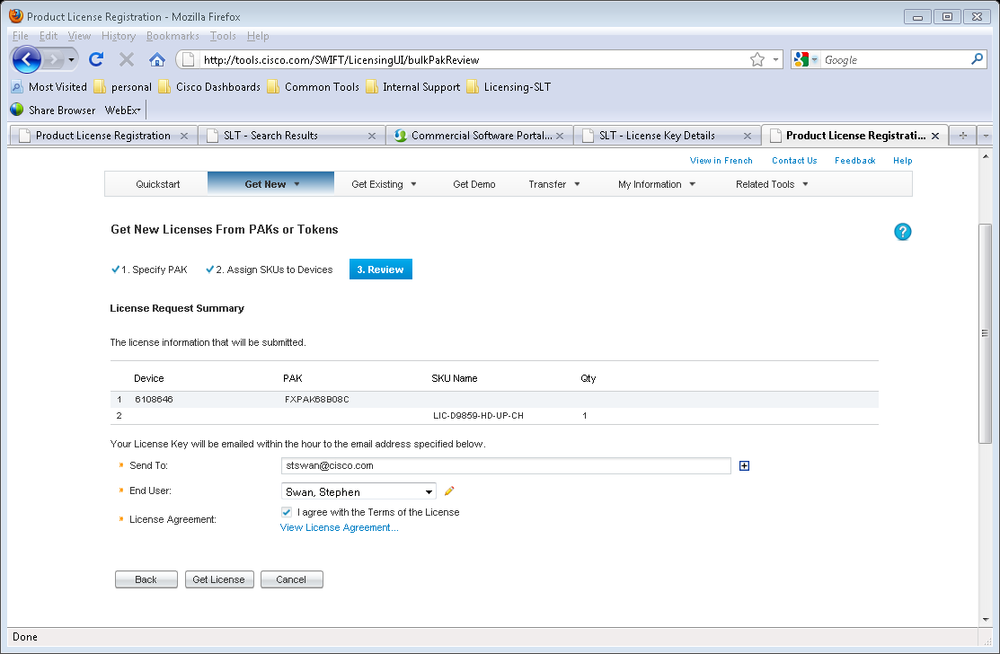 Product License Registration - Mozilla Firefox
File Edit View History Bookmarks Tools Help
http://tools.cisco.com/SWIFT/LicensingUI/bulkPakReview Google
Most Visited personal Cisco Dashboards Common Tools Internal Support Licensing-SLT
Share Browser WebEx
Product License Registration SLT - Search Results Commercial Software Portal... SLT - License Key Details Product License Registrati...
View in French Contact Us Feedback Help
Quickstart Get New Get Existing Get Demo Transfer My Information Related Tools
Get New Licenses From PAKs or Tokens ?
1. Specify PAK 2. Assign SKUs to Devices 3. Review
License Request Summary
The license information that will be submitted.
Device PAK SKU Name Qty
1 6108646 FXPAK68B08C
2 LIC-D9859-HD-UP-CH 1
Your License Key will be emailed within the hour to the email address specified below.
* Send To: stswan@cisco.com
* End User: Swan, Stephen
* License Agreement: I agree with the Terms of the License
View License Agreement...
Back Get License Cancel
Done